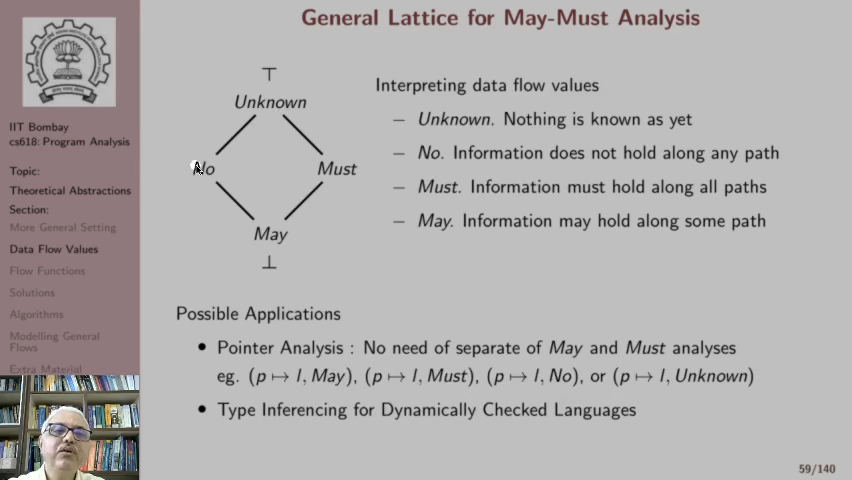 General Lattice for May-Must Analysis
IIT Bombay
cs618: Program Analysis
Topic:
Theoretical Abstractions
Section:
More General Setting
Data Flow Values
Flow Functions
Solutions
Algorithms
Modelling General
Flows
Extra Material
⊤
Unknown
No
Must
May
⊥
Interpreting data flow values
– Unknown. Nothing is known as yet
– No. Information does not hold along any path
– Must. Information must hold along all paths
– May. Information may hold along some path
Possible Applications
• Pointer Analysis : No need of separate of May and Must analyses
eg. (p ↦ l, May), (p ↦ l, Must), (p ↦ l, No), or (p ↦ l, Unknown)
• Type Inferencing for Dynamically Checked Languages
59/140